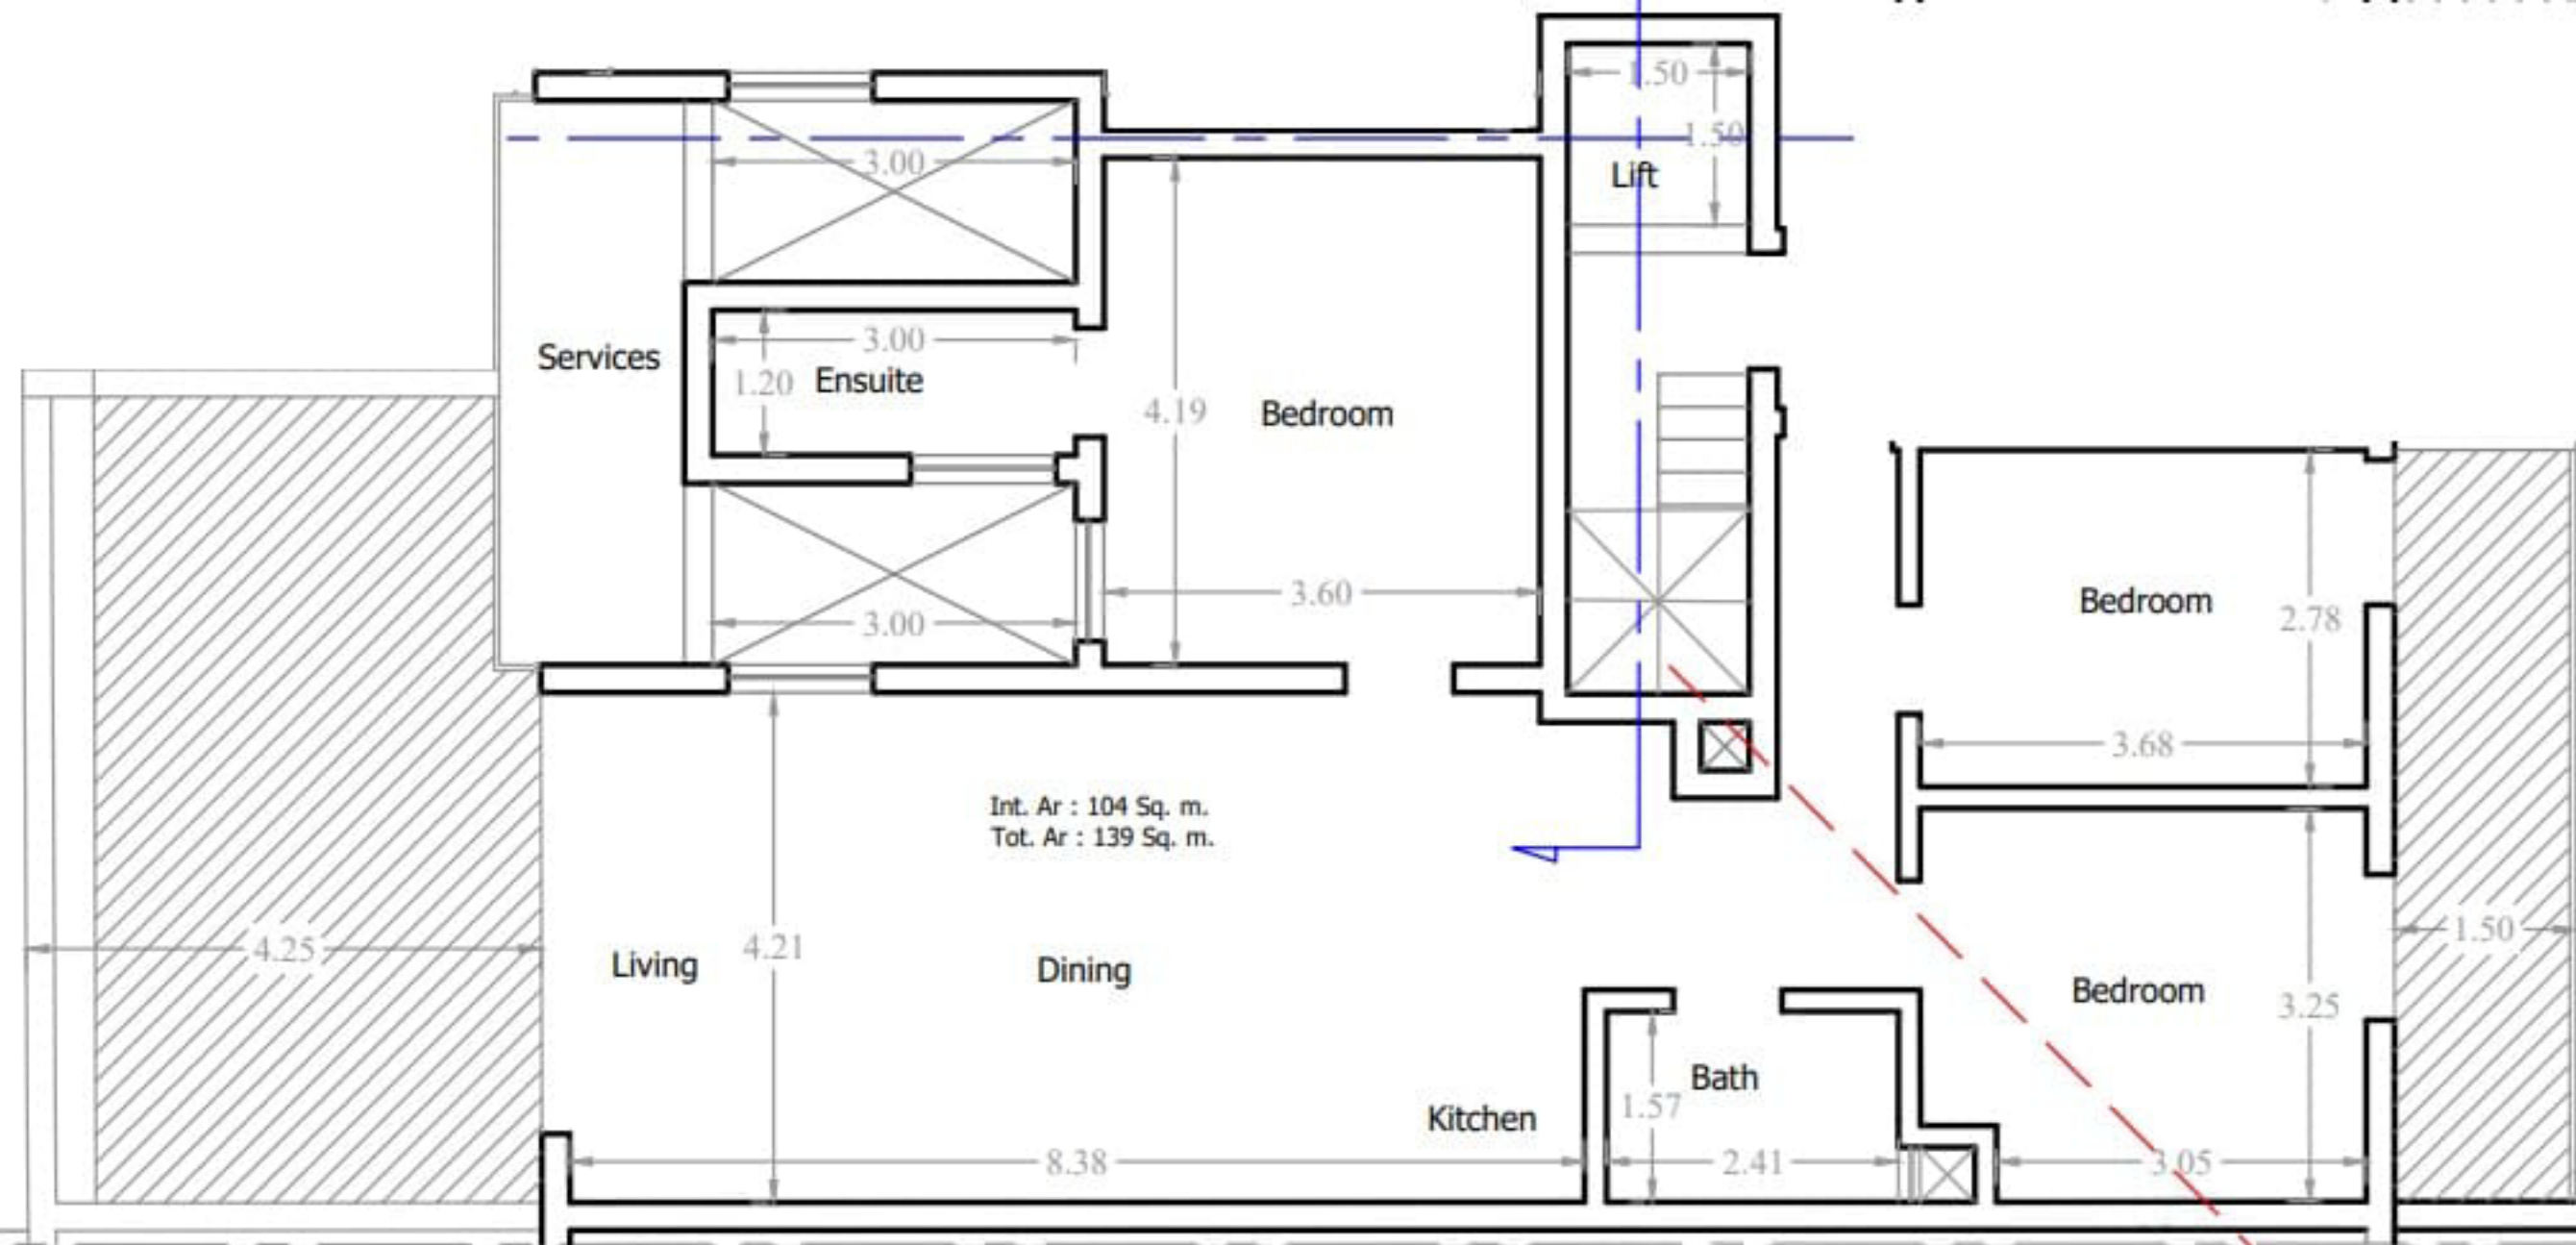 1.50
1.50
Lift
3.00
Services
3.00
1.20
Ensuite
4.19
Bedroom
3.60
3.00
Bedroom
2.78
3.68
Int. Ar : 104 Sq. m.
Tot. Ar : 139 Sq. m.
4.25
Living
4.21
Dining
1.50
Bedroom
3.25
Bath
1.57
Kitchen
8.38
2.41
3.05